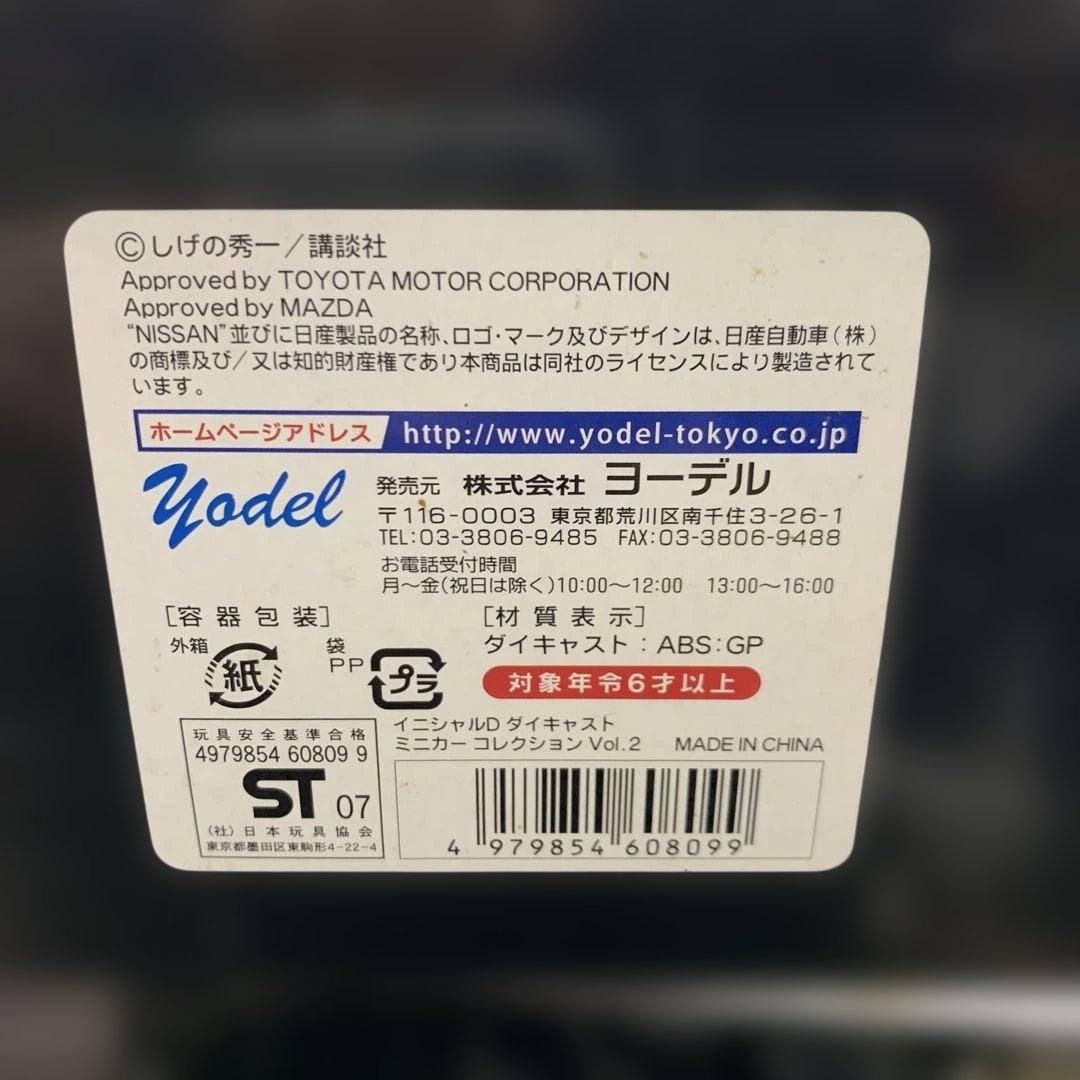 ©しげの秀一／講談社
Approved by TOYOTA MOTOR CORPORATION
Approved by MAZDA
“NISSAN”並びに日産製品の名称、ロゴ・マーク及びデザインは、日産自動車（株）
の商標及び／又は知的財産権であり本商品は同社のライセンスにより製造されて
います。
ホームページアドレス http://www.yodel-tokyo.co.jp
Yodel 発売元 株式会社 ヨーデル
〒116-0003 東京都荒川区南千住3-26-1
TEL:03-3806-9485 FAX:03-3806-9488
お電話受付時間
月～金(祝日は除く)10:00～12:00 13:00～16:00
［容器包装］ ［材質表示］
外箱 紙 袋 PP プラ ダイキャスト：ABS:GP
対象年令6才以上
イニシャルD ダイキャスト
ミニカー コレクション Vol.2 MADE IN CHINA
玩具安全基準合格
4979854 60809 9
ST 07
（社）日本玩具協会
東京都墨田区東駒形4-22-4
4 979854 608099